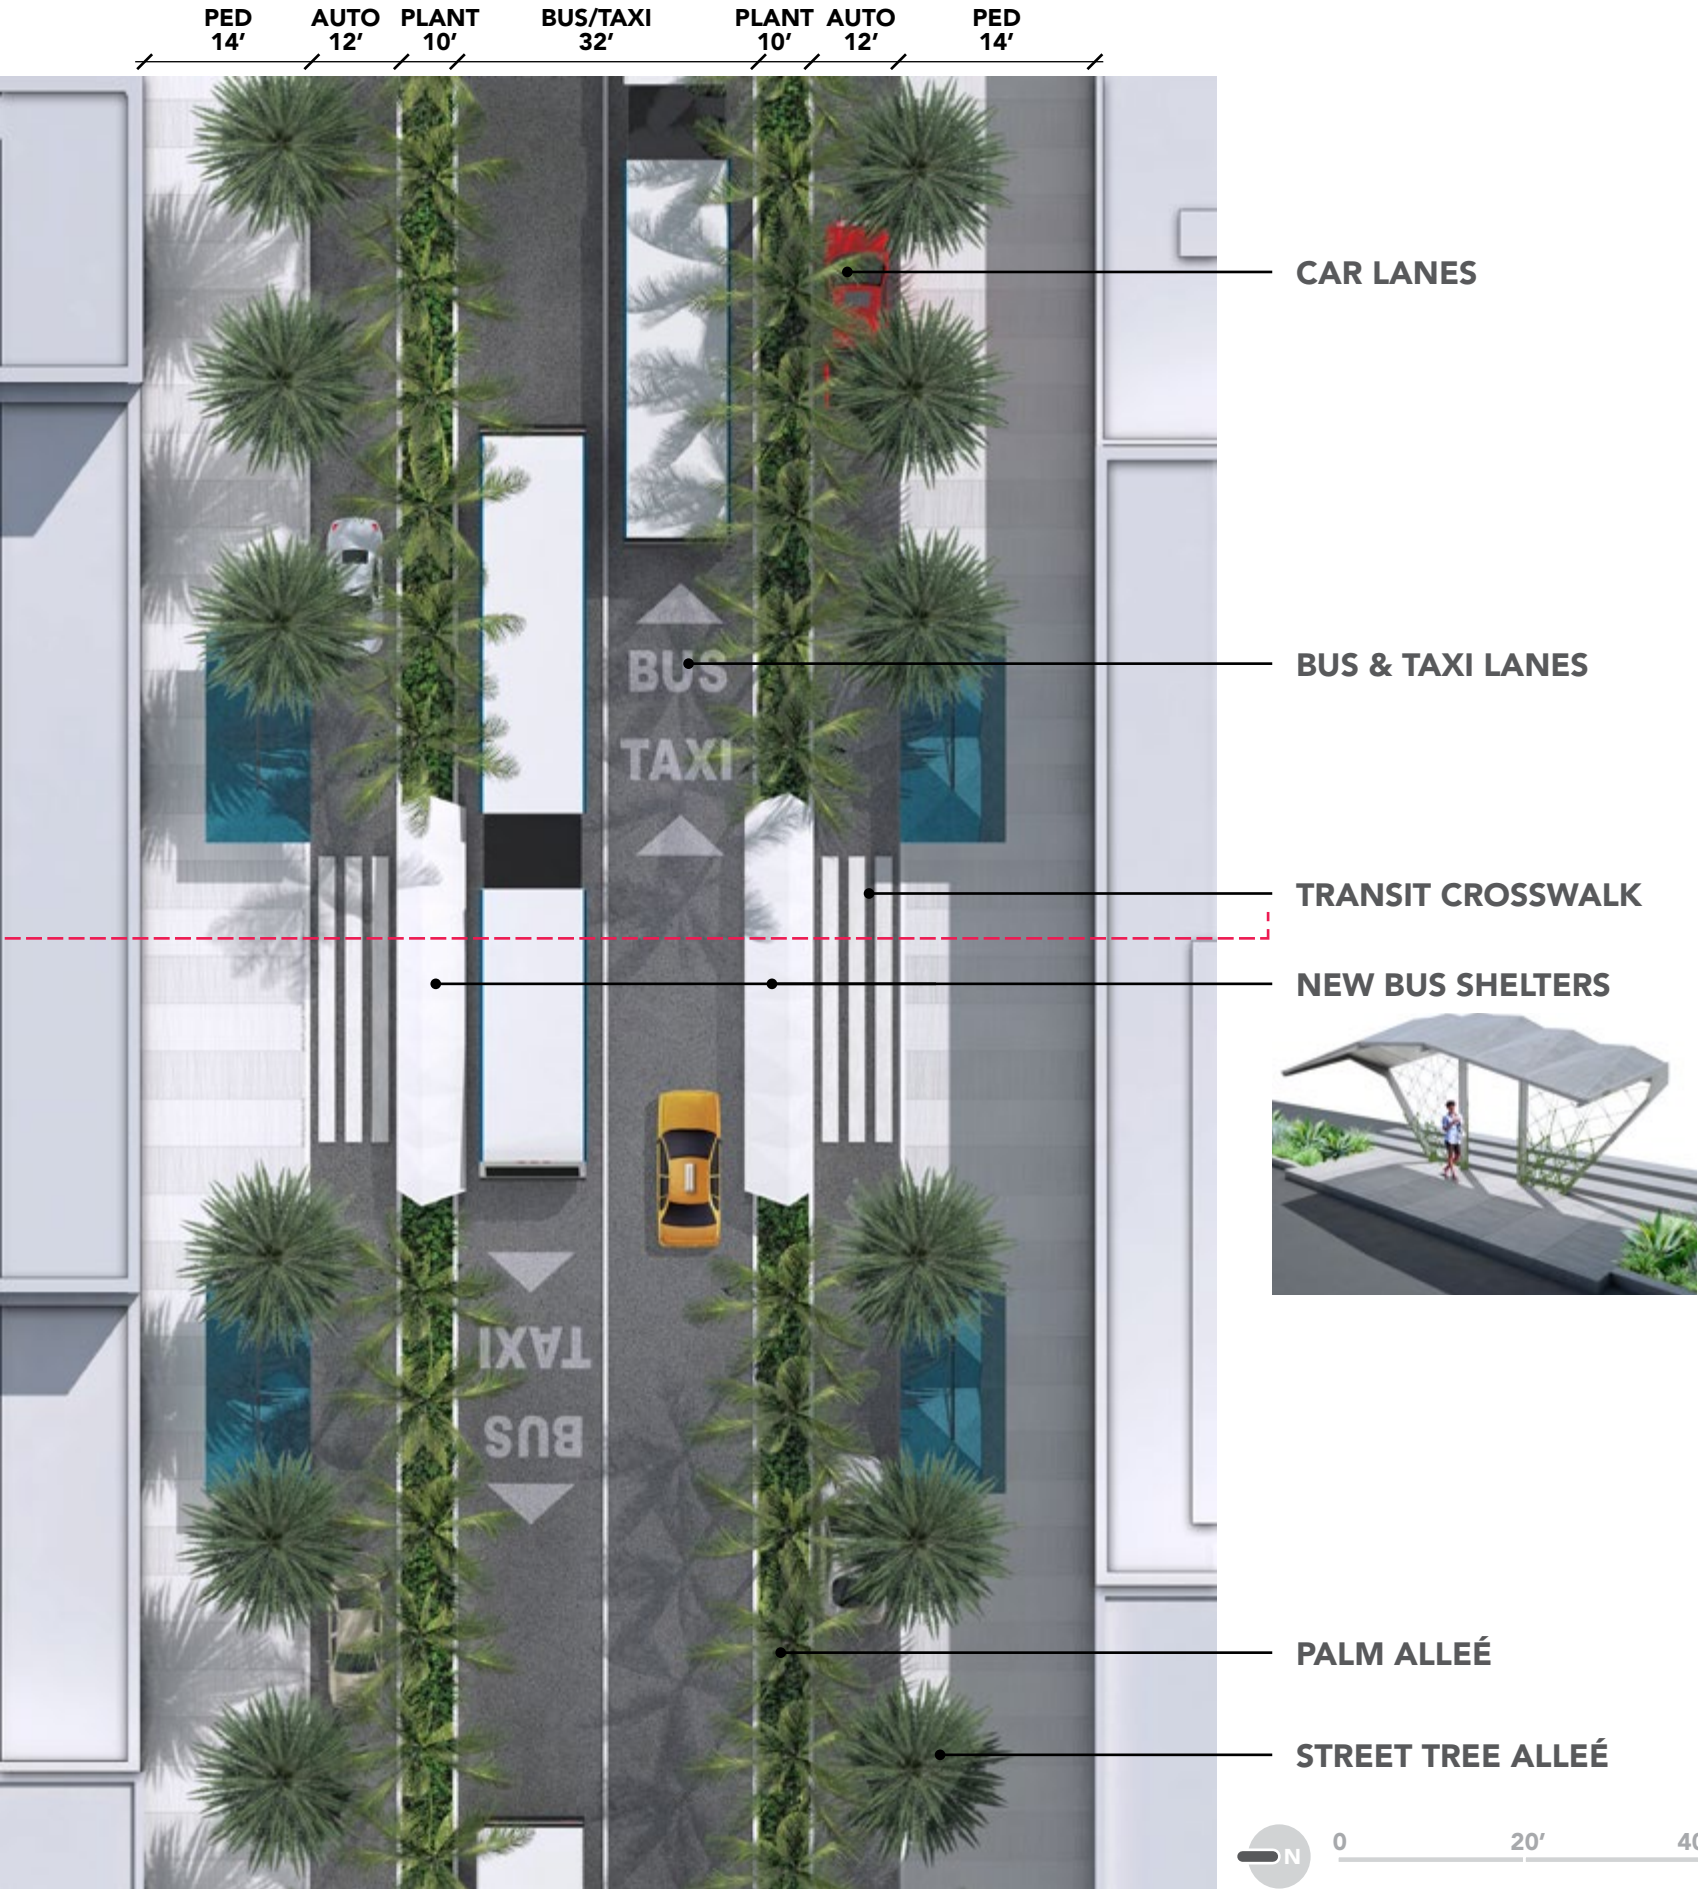 PED AUTO PLANT BUS/TAXI PLANT AUTO PED
14’ 12’ 10’ 32’ 10’ 12’ 14’
CAR LANES
BUS & TAXI LANES
BUS
TAXI
TRANSIT CROSSWALK
NEW BUS SHELTERS
TAXI
BUS
PALM ALLEÉ
STREET TREE ALLEÉ
N 0 20’ 40